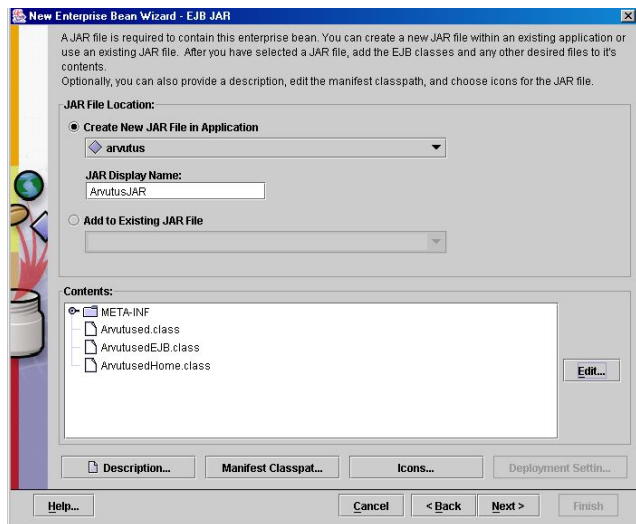 New Enterprise Bean Wizard - EJB JAR
A JAR file is required to contain this enterprise bean. You can create a new JAR file within an existing application or
use an existing JAR file. After you have selected a JAR file, add the EJB classes and any other desired files to it's
contents.
Optionally, you can also provide a description, edit the manifest classpath, and choose icons for the JAR file.
JAR File Location:
Create New JAR File in Application
arvutus
JAR Display Name:
ArvutusJAR
Add to Existing JAR File
Contents:
META-INF
Arvutused.class
ArvutusedEJB.class
ArvutusedHome.class
Edit...
Description... Manifest Classpat... Icons... Deployment Settin...
Help... Cancel < Back Next > Finish